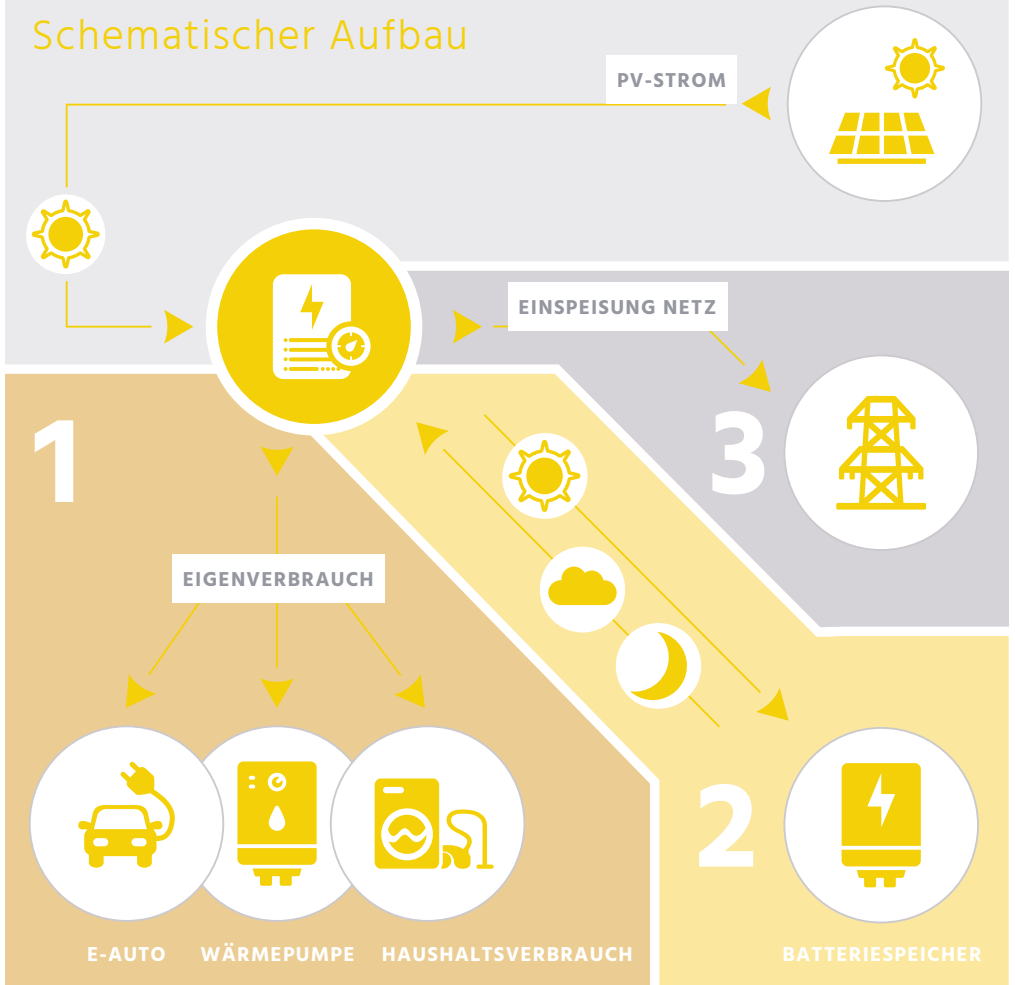 Schematischer Aufbau
PV-STROM
EINSPEISUNG NETZ
1
3
EIGENVERBRAUCH
2
E-AUTO
WÄRMEPUMPE
HAUSHALTSVERBRAUCH
BATTERIESPEICHER